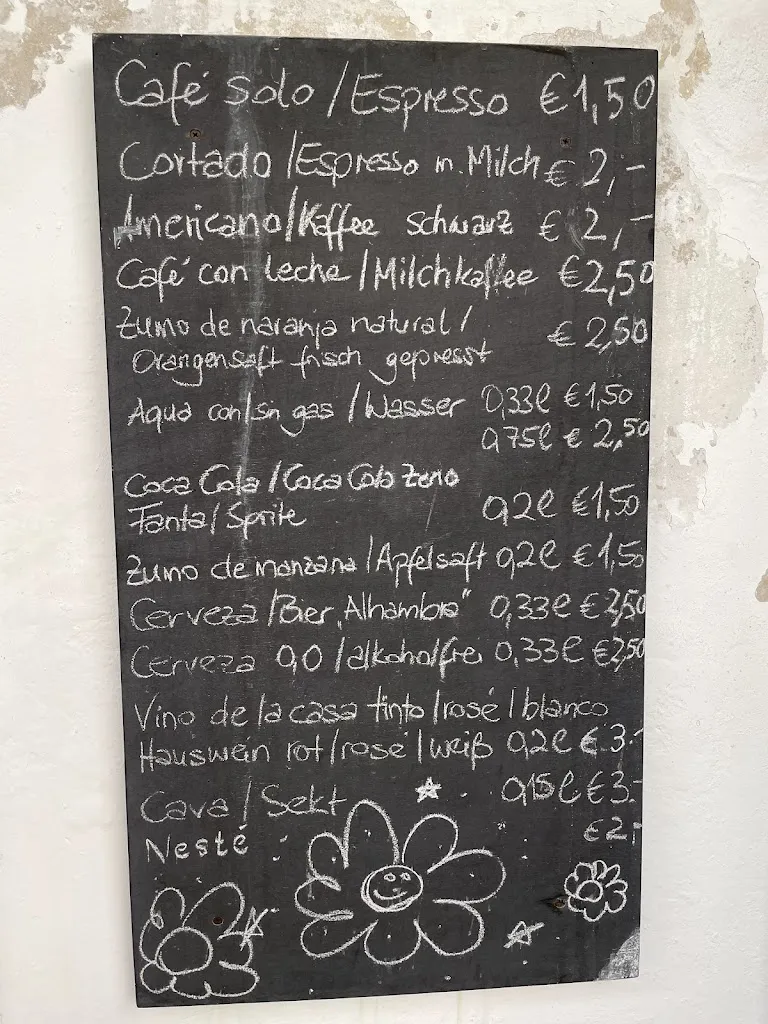 Café solo / Espresso €1,50
Cortado / Espresso m. Milch € 2,-
Americano / Kaffee schwarz € 2,-
Café con leche / Milchkaffee €2,50
Zumo de naranja natural / € 2,50
Orangensaft frisch gepresst
Aqua con/sin gas / Wasser 0,33l €1,50
0,75l € 2,50
Coca Cola / Coca Cola Zero
Fanta / Sprite 0,2l €1,50
Zumo de manzana / Apfelsaft 0,2l €1,50
Cerveza / Bier „Alhambra“ 0,33l €2,50
Cerveza 0,0 / alkoholfrei 0,33l €2,50
Vino de la casa tinto / rosé / blanco
Hauswein rot / rosé / weiß 0,2l €3.-
Cava / Sekt 0,15l €3.-
Nesté €2,-